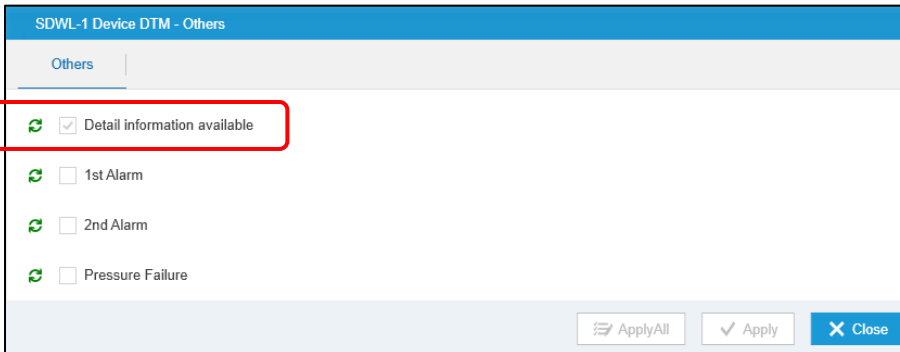 SDWL-1 Device DTM - Others
Others
Detail information available
1st Alarm
2nd Alarm
Pressure Failure
ApplyAll Apply Close